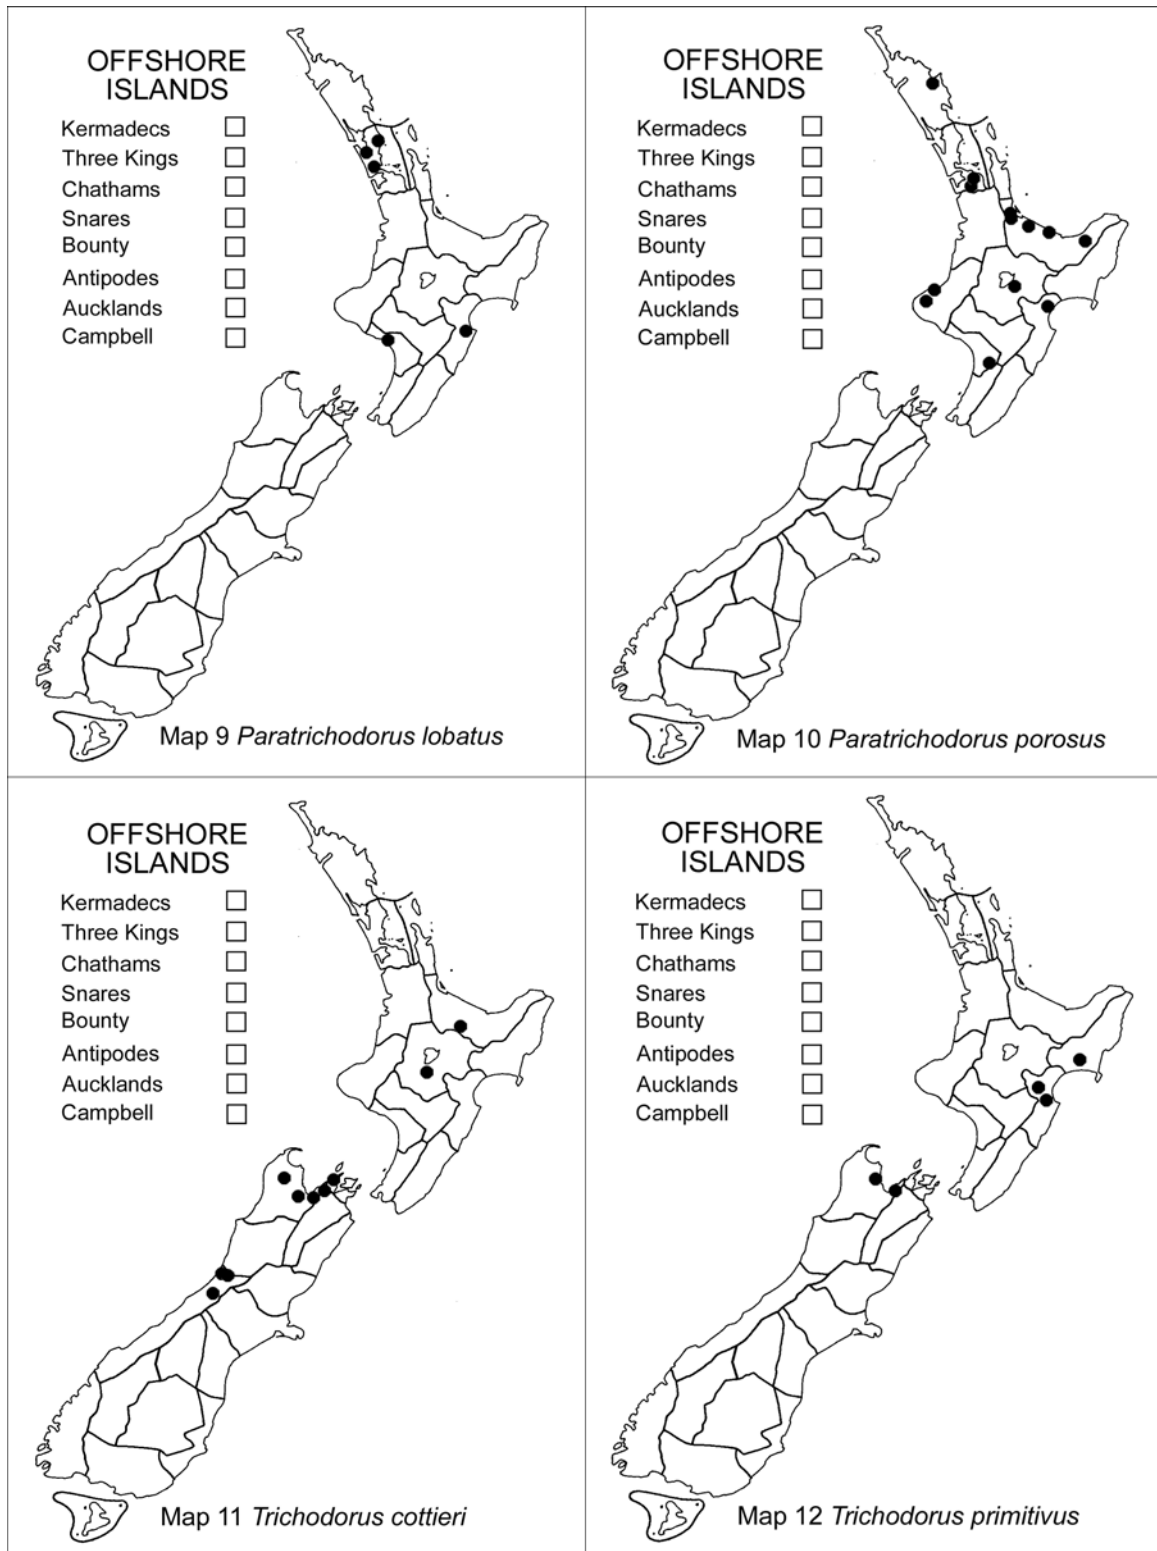 OFFSHORE
ISLANDS
Kermadecs
Three Kings
Chathams
Snares
Bounty
Antipodes
Aucklands
Campbell
Map 9 Paratrichodorus lobatus
OFFSHORE
ISLANDS
Kermadecs
Three Kings
Chathams
Snares
Bounty
Antipodes
Aucklands
Campbell
Map 10 Paratrichodorus porosus
OFFSHORE
ISLANDS
Kermadecs
Three Kings
Chathams
Snares
Bounty
Antipodes
Aucklands
Campbell
Map 11 Trichodorus cottieri
OFFSHORE
ISLANDS
Kermadecs
Three Kings
Chathams
Snares
Bounty
Antipodes
Aucklands
Campbell
Map 12 Trichodorus primitivus